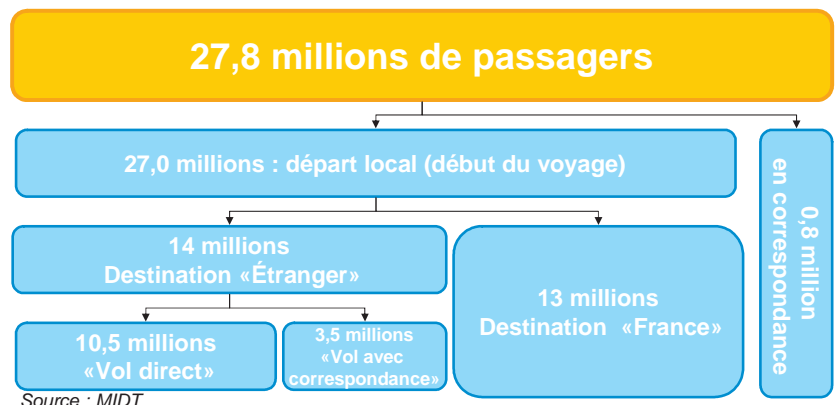 27,8 millions de passagers
27,0 millions : départ local (début du voyage)
0,8 million
en correspondance
14 millions
Destination «Étranger»
13 millions
Destination «France»
10,5 millions
«Vol direct»
3,5 millions
«Vol avec
correspondance»
Source : MIDT